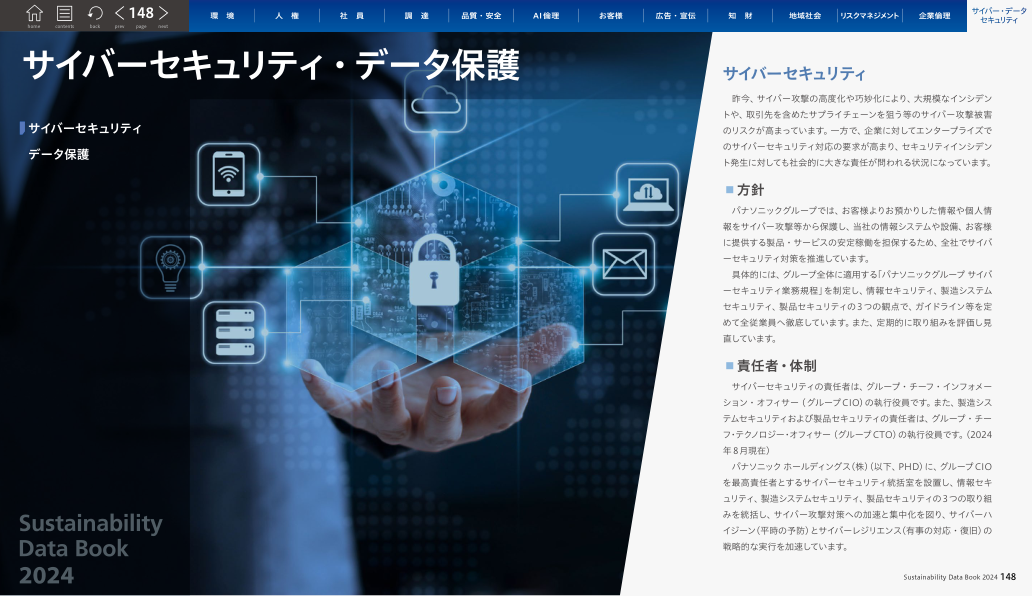 home
contents
back
prev
148
page
next
環 境
人 権
社 員
調 達
品質・安全
AI倫理
お客様
広告・宣伝
知 財
地域社会
リスクマネジメント
企業倫理
サイバー・データ
セキュリティ
サイバーセキュリティ・データ保護
サイバーセキュリティ
データ保護
Sustainability
Data Book
2024
サイバーセキュリティ
昨今、サイバー攻撃の高度化や巧妙化により、大規模なインシデン
トや、取引先を含めたサプライチェーンを狙う等のサイバー攻撃被害
のリスクが高まっています。一方で、企業に対してエンタープライズで
のサイバーセキュリティ対応の要求が高まり、セキュリティインシデン
ト発生に対しても社会的に大きな責任が問われる状況になっています。
■ 方針
パナソニックグループでは、お客様よりお預かりした情報や個人情
報をサイバー攻撃等から保護し、当社の情報システムや設備、お客様
に提供する製品・サービスの安定稼働を担保するため、全社でサイバ
ーセキュリティ対策を推進しています。
具体的には、グループ全体に適用する「パナソニックグループ サイバ
ーセキュリティ業務規程」を制定し、情報セキュリティ、製造システム
セキュリティ、製品セキュリティの3つの観点で、ガイドライン等を定
めて全従業員へ徹底しています。また、定期的に取り組みを評価し見
直しています。
■ 責任者・体制
サイバーセキュリティの責任者は、グループ・チーフ・インフォメー
ション・オフィサー（グループCIO）の執行役員です。また、製造シス
テムセキュリティおよび製品セキュリティの責任者は、グループ・チー
フ・テクノロジー・オフィサー（グループCTO）の執行役員です。（2024
年8月現在）
パナソニック ホールディングス（株）（以下、PHD）に、グループCIO
を最高責任者とするサイバーセキュリティ統括室を設置し、情報セキ
ュリティ、製造システムセキュリティ、製品セキュリティの3つの取り組
みを統括し、サイバー攻撃対策への加速と集中化を図り、サイバーハ
イジーン（平時の予防）とサイバーレジリエンス（有事の対応・復旧）の
戦略的な実行を加速しています。
Sustainability Data Book 2024 148